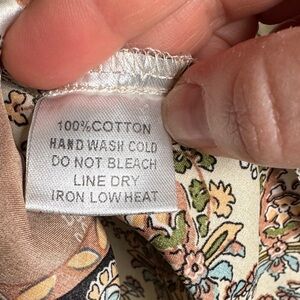 100%COTTON
HAND WASH COLD
DO NOT BLEACH
LINE DRY
IRON LOW HEAT